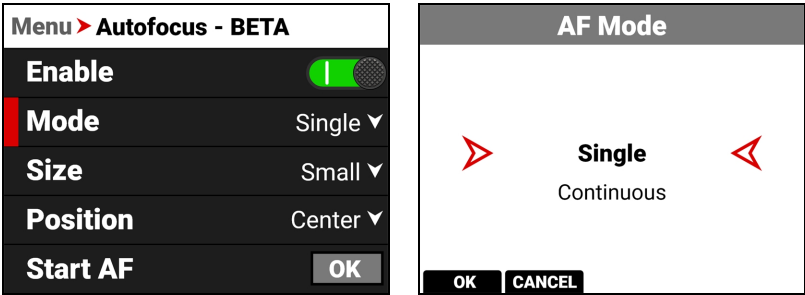 Menu Autofocus - BETA
Enable
Mode Single
Size Small
Position Center
Start AF OK
AF Mode
Single
Continuous
OK CANCEL